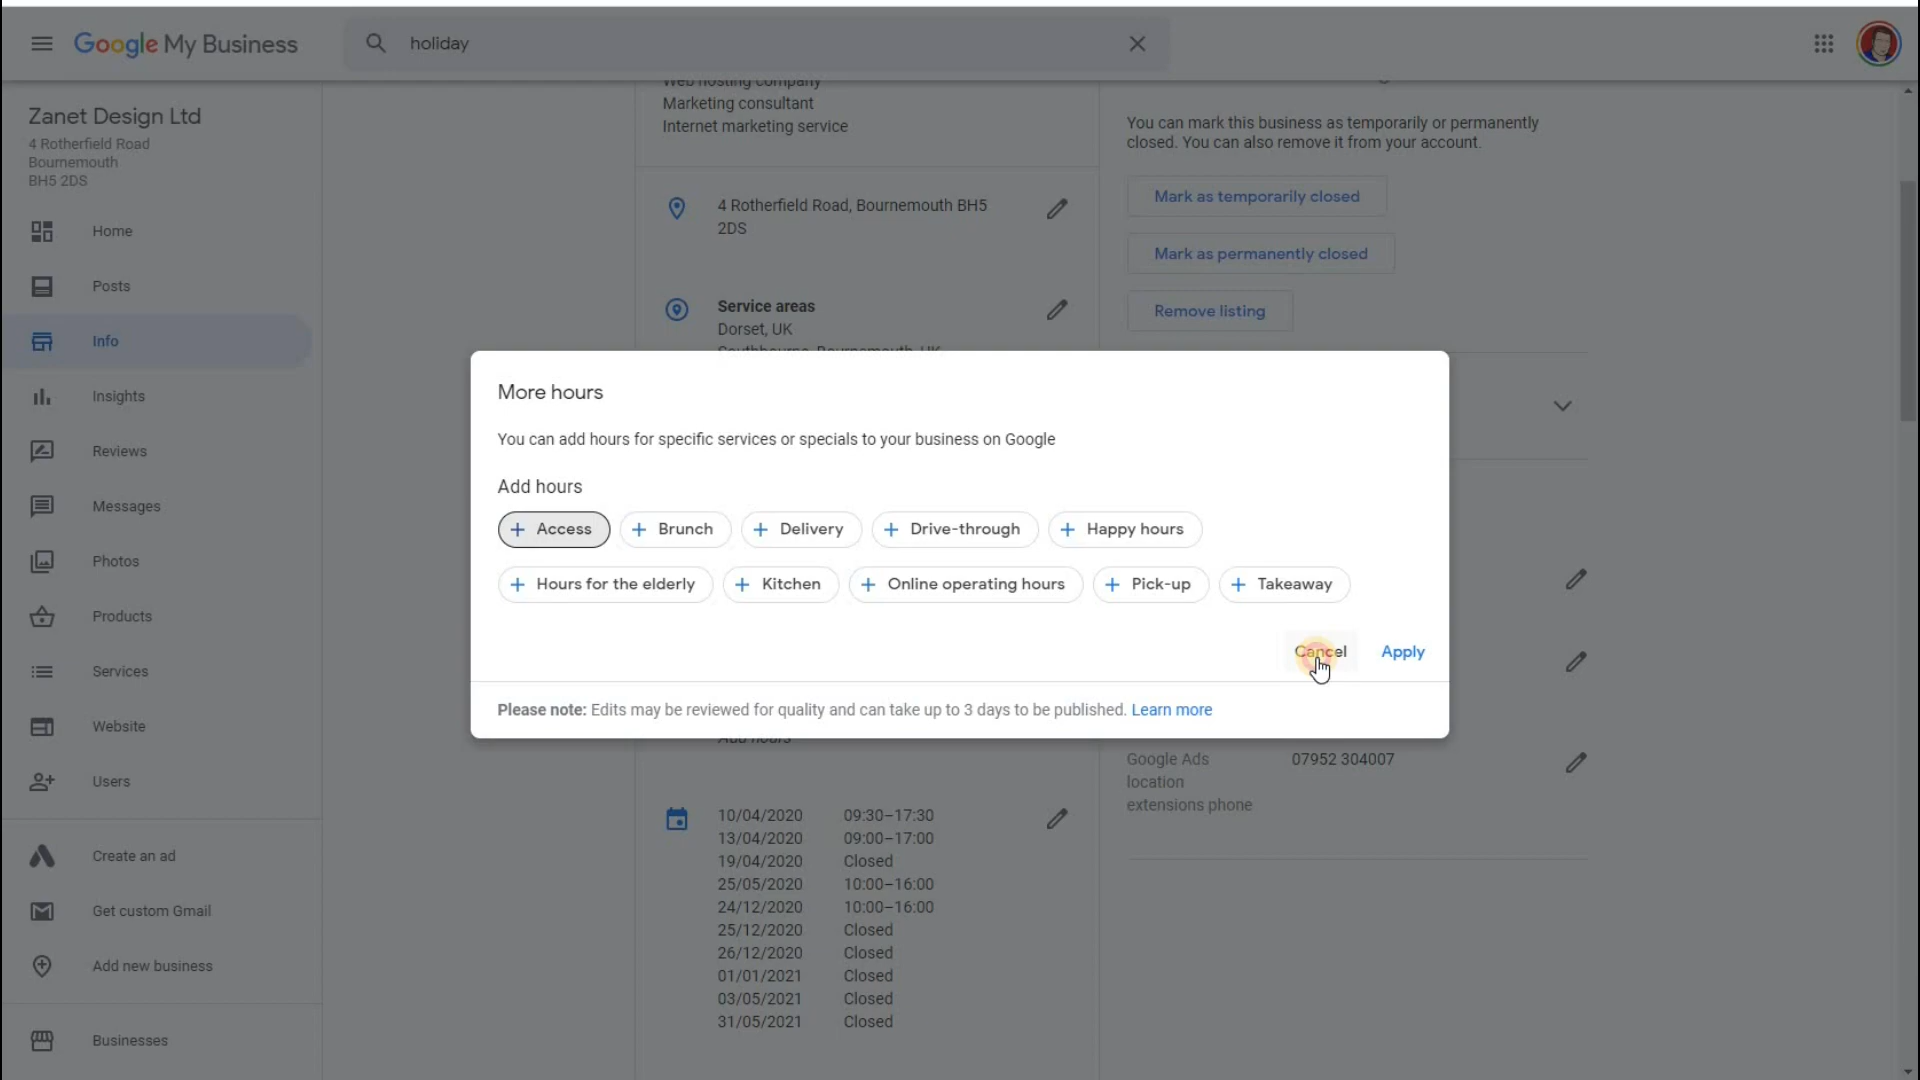 Google My Business
holiday
Zanet Design Ltd
4 Rotherfield Road
Bournemouth
BH5 2DS
Home
Posts
Info
Insights
Reviews
Messages
Photos
Products
Services
Website
Users
Create an ad
Get custom Gmail
Add new business
Businesses
Web hosting company
Marketing consultant
Internet marketing service
4 Rotherfield Road, Bournemouth BH5
2DS
Service areas
Dorset, UK
Southbourne, Bournemouth, UK
You can mark this business as temporarily or permanently
closed. You can also remove it from your account.
Mark as temporarily closed
Mark as permanently closed
Remove listing
More hours
You can add hours for specific services or specials to your business on Google
Add hours
+ Access + Brunch + Delivery + Drive-through + Happy hours
+ Hours for the elderly + Kitchen + Online operating hours + Pick-up + Takeaway
Cancel Apply
Please note: Edits may be reviewed for quality and can take up to 3 days to be published. Learn more
Add hours
10/04/2020 09:30–17:30
13/04/2020 09:00–17:00
19/04/2020 Closed
25/05/2020 10:00–16:00
24/12/2020 10:00–16:00
25/12/2020 Closed
26/12/2020 Closed
01/01/2021 Closed
03/05/2021 Closed
31/05/2021 Closed
Google Ads 07952 304007
location
extensions phone